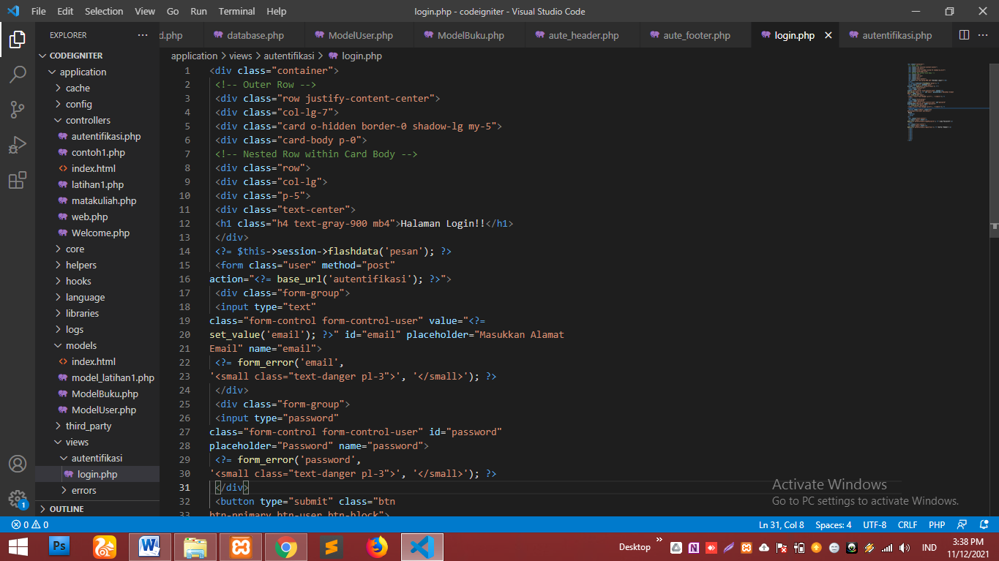 File Edit Selection View Go Run Terminal Help
login.php - codeigniter - Visual Studio Code
EXPLORER
d.php database.php ModelUser.php ModelBuku.php aute_header.php aute_footer.php login.php autentifikasi.php
application > views > autentifikasi > login.php
CODEIGNITER
application
cache
config
controllers
autentifikasi.php
contoh1.php
index.html
latihan1.php
matakuliah.php
web.php
Welcome.php
core
helpers
hooks
language
libraries
logs
models
index.html
model_latihan1.php
ModelBuku.php
ModelUser.php
third_party
views
autentifikasi
login.php
errors
OUTLINE
1 <div class="container">
2 <!-- Outer Row -->
3 <div class="row justify-content-center">
4 <div class="col-lg-7">
5 <div class="card o-hidden border-0 shadow-lg my-5">
6 <div class="card-body p-0">
7 <!-- Nested Row within Card Body -->
8 <div class="row">
9 <div class="col-lg">
10 <div class="p-5">
11 <div class="text-center">
12 <h1 class="h4 text-gray-900 mb4">Halaman Login!!</h1>
13 </div>
14 <?= $this->session->flashdata('pesan'); ?>
15 <form class="user" method="post"
16 action="<?= base_url('autentifikasi'); ?>">
17 <div class="form-group">
18 <input type="text"
19 class="form-control form-control-user" value="<?=
20 set_value('email'); ?>" id="email" placeholder="Masukkan Alamat
21 Email" name="email">
22 <?= form_error('email',
23 '<small class="text-danger pl-3">', '</small>'); ?>
24 </div>
25 <div class="form-group">
26 <input type="password"
27 class="form-control form-control-user" id="password"
28 placeholder="Password" name="password">
29 <?= form_error('password',
30 '<small class="text-danger pl-3">', '</small>'); ?>
31 </div>
32 <button type="submit" class="btn
33 btn-primary btn-user btn-block">
Activate Windows
Go to PC settings to activate Windows.
1
0 0 Ln 31, Col 8 Spaces: 4 UTF-8 CRLF PHP
Ps
Desktop
IND
3:38 PM
11/12/2021